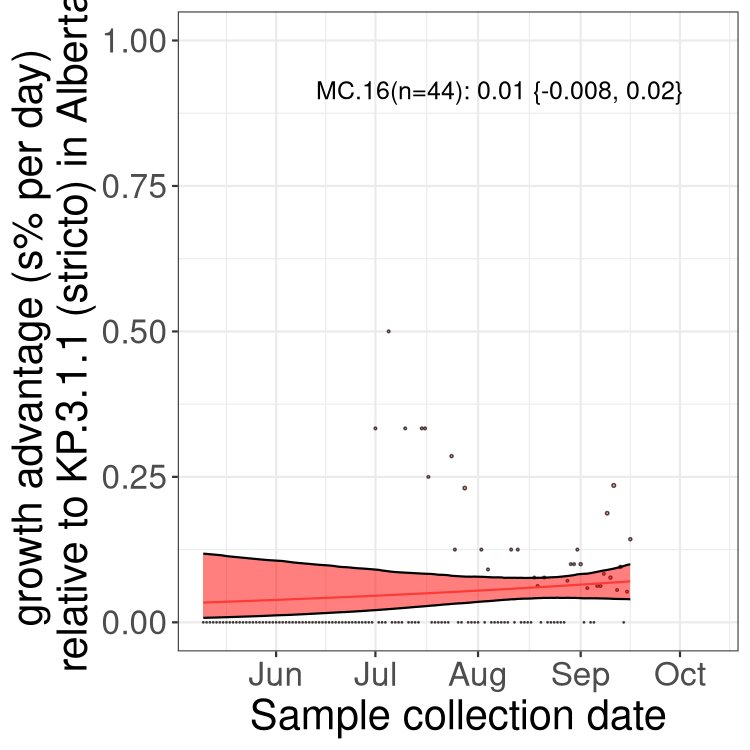 growth advantage (s% per day)
relative to KP.3.1.1 (stricto) in Alberta
1.00
0.75
0.50
0.25
0.00
MC.16(n=44): 0.01 {-0.008, 0.02}
Jun Jul Aug Sep Oct
Sample collection date